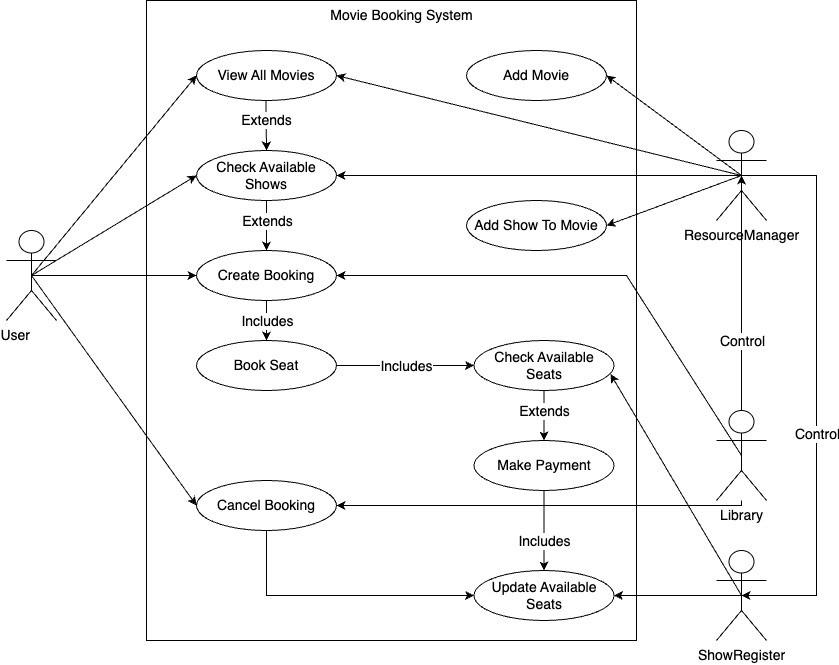 Movie Booking System
View All Movies
Add Movie
Extends
Check Available
Shows
Extends
Add Show To Movie
ResourceManager
Create Booking
User
Includes
Control
Book Seat
Includes
Check Available
Seats
Extends
Control
Make Payment
Cancel Booking
Library
Includes
Update Available
Seats
ShowRegister